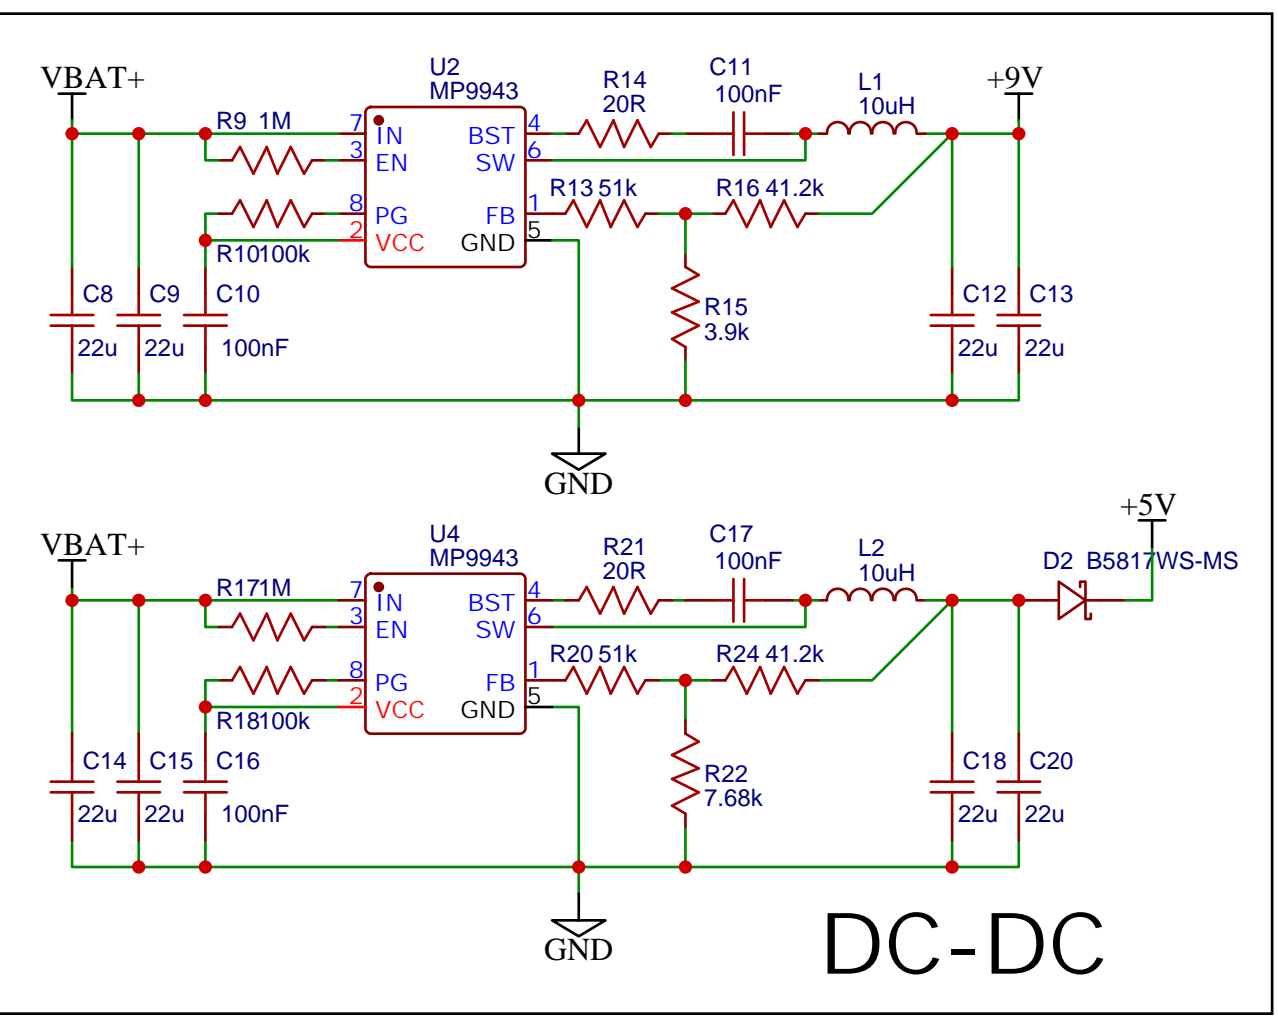 VBAT+
U2
MP9943
R9 1M
7
IN
3
EN
8
PG
2
VCC
BST
4
SW
6
FB
1
GND
5
R10100k
R14
20R
C11
100nF
L1
10uH
+9V
R13 51k
R16 41.2k
R15
3.9k
C8
22u
C9
22u
C10
100nF
C12
22u
C13
22u
GND
VBAT+
U4
MP9943
R171M
7
IN
3
EN
8
PG
2
VCC
BST
4
SW
6
FB
1
GND
5
R18100k
R21
20R
C17
100nF
L2
10uH
+5V
D2 B5817WS-MS
R20 51k
R24 41.2k
R22
7.68k
C14
22u
C15
22u
C16
100nF
C18
22u
C20
22u
GND
DC-DC